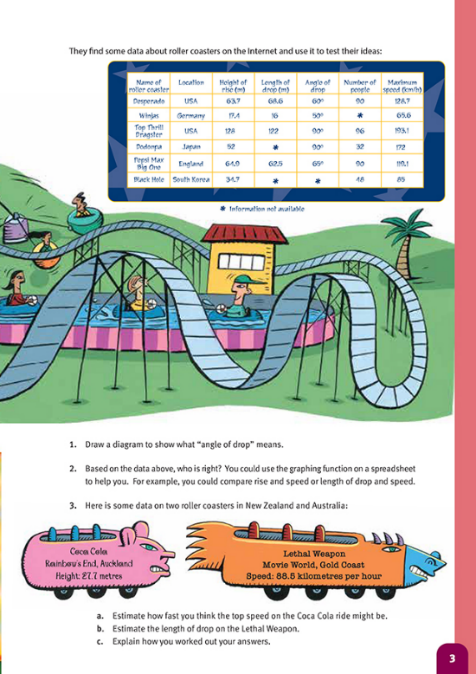 They find some data about roller coasters on the Internet and use it to test their ideas:
Name of roller coaster Location Height of rise (m) Length of drop (m) Angle of drop Number of people Maximum speed (km/h)
Desperado USA 63.7 68.6 60° 90 128.7
Winjas Germany 17.4 16 50° * 65.6
Top Thrill Dragster USA 128 122 90° 96 193.1
Dodonpa Japan 52 * 90° 32 172
Pepsi Max Big One England 64.9 62.5 65° 90 119.1
Black Hole South Korea 34.7 * * 48 85
* Information not available
1. Draw a diagram to show what “angle of drop” means.
2. Based on the data above, who is right? You could use the graphing function on a spreadsheet
to help you. For example, you could compare rise and speed or length of drop and speed.
3. Here is some data on two roller coasters in New Zealand and Australia:
Coca Cola
Rainbow's End, Auckland
Height: 27.7 metres
Lethal Weapon
Movie World, Gold Coast
Speed: 88.5 kilometres per hour
a. Estimate how fast you think the top speed on the Coca Cola ride might be.
b. Estimate the length of drop on the Lethal Weapon.
c. Explain how you worked out your answers.
3